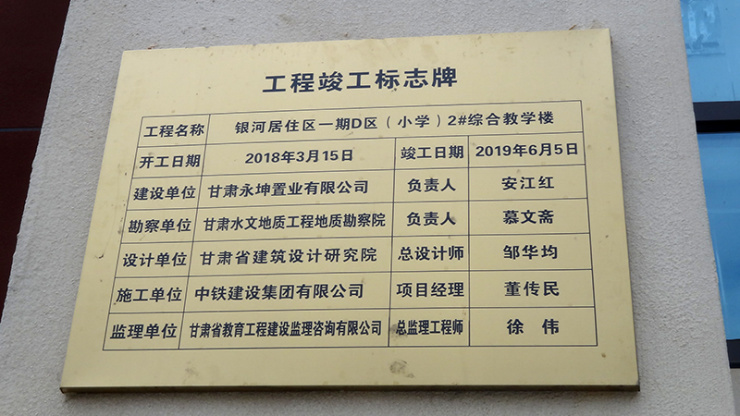 工程竣工标志牌
工程名称 银河居住区一期D区（小学）2#综合教学楼
开工日期 2018年3月15日 竣工日期 2019年6月5日
建设单位 甘肃永坤置业有限公司 负责人 安江红
勘察单位 甘肃水文地质工程地质勘察院 负责人 慕文斋
设计单位 甘肃省建筑设计研究院 总设计师 邹华均
施工单位 中铁建设集团有限公司 项目经理 董传民
监理单位 甘肃省教育工程建设监理咨询有限公司 总监理工程师 徐伟